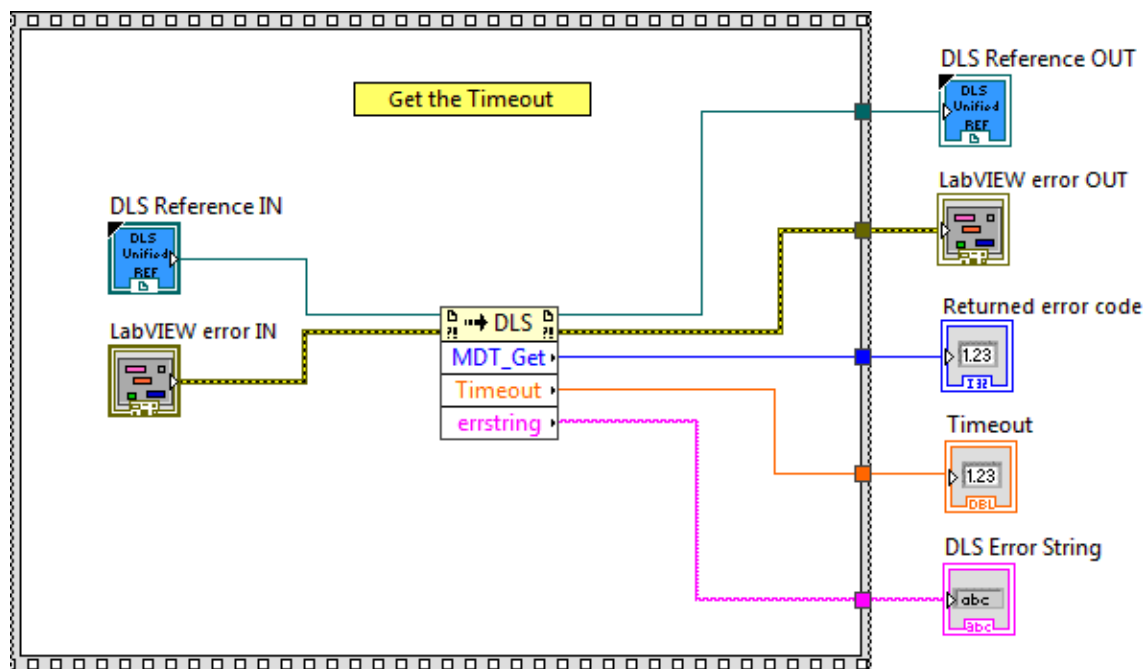 DLS Reference OUT
Get the Timeout
DLS
Unified
REF
LabVIEW error OUT
DLS Reference IN
DLS
Unified
REF
DLS
LabVIEW error IN
Returned error code
MDT_Get
1.23
I32
Timeout
errstring
Timeout
1.23
DBL
DLS Error String
abc
abc